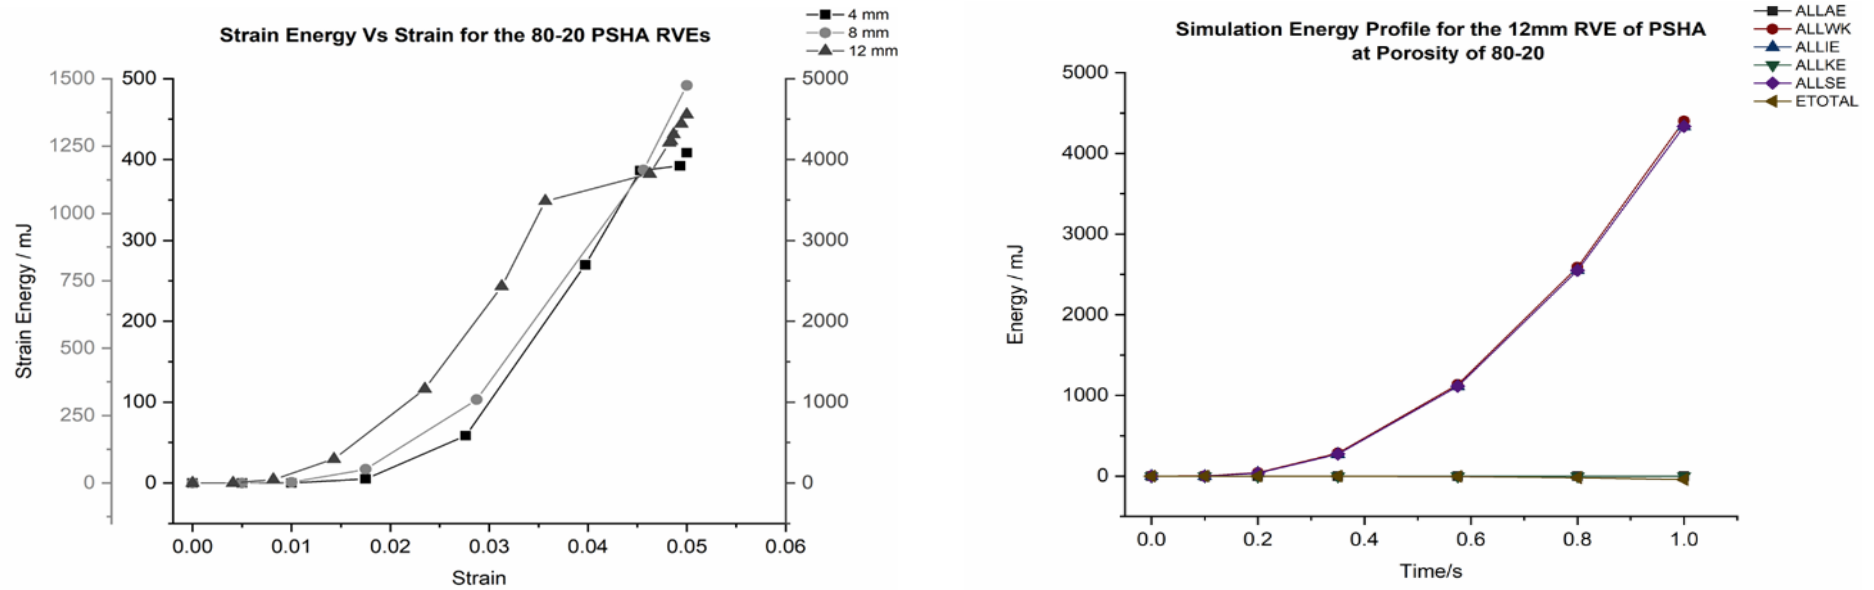 Strain Energy Vs Strain for the 80-20 PSHA RVEs
4 mm
8 mm
12 mm
Strain Energy / mJ
1500
1250
1000
750
500
250
0
500
400
300
200
100
0
5000
4000
3000
2000
1000
0
0.00 0.01 0.02 0.03 0.04 0.05 0.06
Strain
Simulation Energy Profile for the 12mm RVE of PSHA
at Porosity of 80-20
ALLAE
ALLWK
ALLIE
ALLKE
ALLSE
ETOTAL
Energy / mJ
5000
4000
3000
2000
1000
0
0.0 0.2 0.4 0.6 0.8 1.0
Time/s